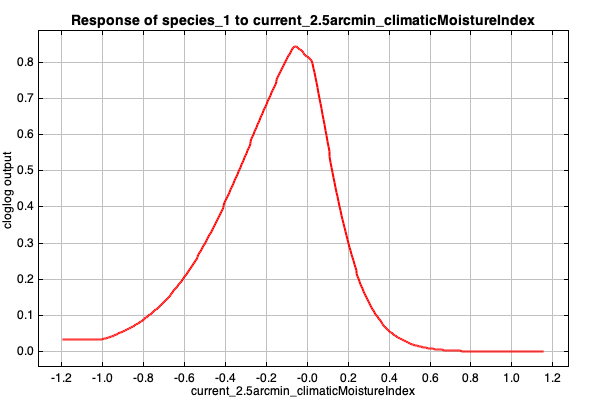 Response of species_1 to current_2.5arcmin_climaticMoistureIndex
cloglog output
0.8
0.7
0.6
0.5
0.4
0.3
0.2
0.1
0.0
-1.2 -1.0 -0.8 -0.6 -0.4 -0.2 -0.0 0.2 0.4 0.6 0.8 1.0 1.2
current_2.5arcmin_climaticMoistureIndex